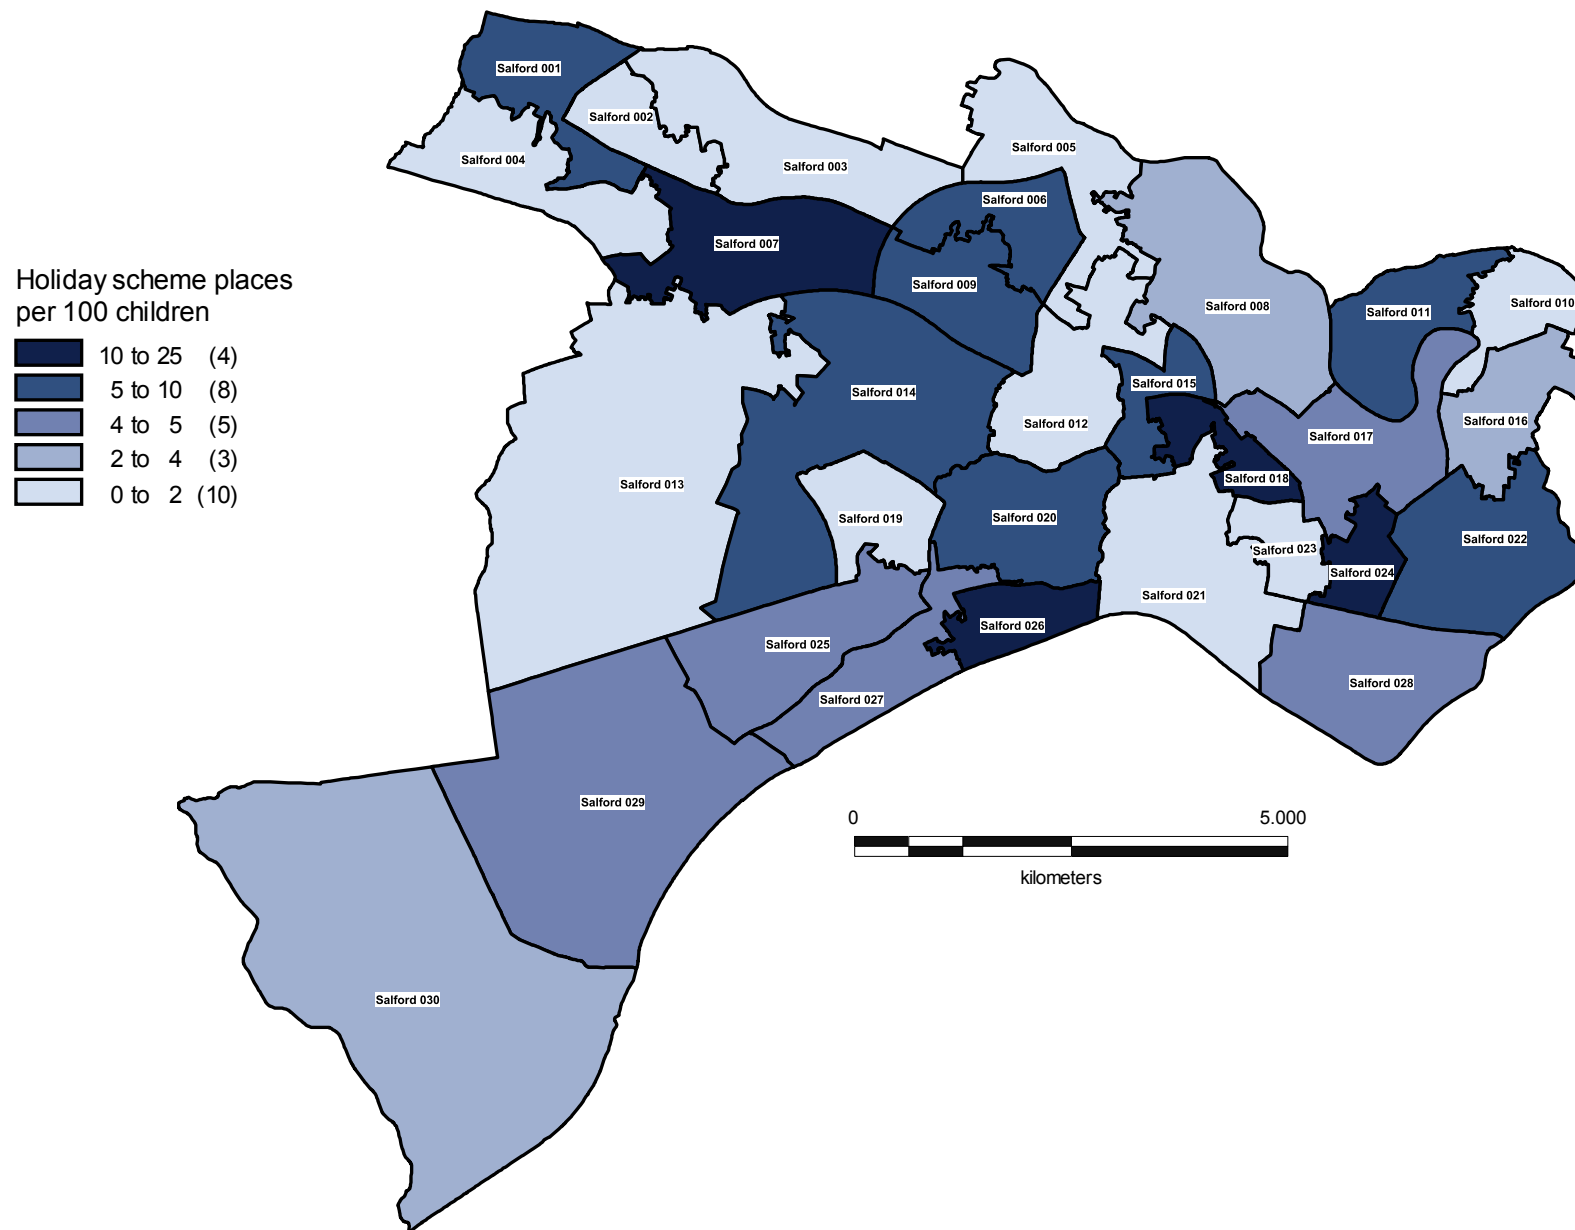 Salford 001
Salford 002
Salford 005
Salford 004
Salford 003
Salford 006
Salford 007
Holiday scheme places
per 100 children
10 to 25 (4)
5 to 10 (8)
4 to 5 (5)
2 to 4 (3)
0 to 2 (10)
Salford 009
Salford 008
Salford 011
Salford 010
Salford 015
Salford 014
Salford 012
Salford 016
Salford 017
Salford 013
Salford 018
Salford 019
Salford 020
Salford 022
Salford 023
Salford 024
Salford 021
Salford 026
Salford 025
Salford 028
Salford 027
Salford 029
0 5.000
kilometers
Salford 030